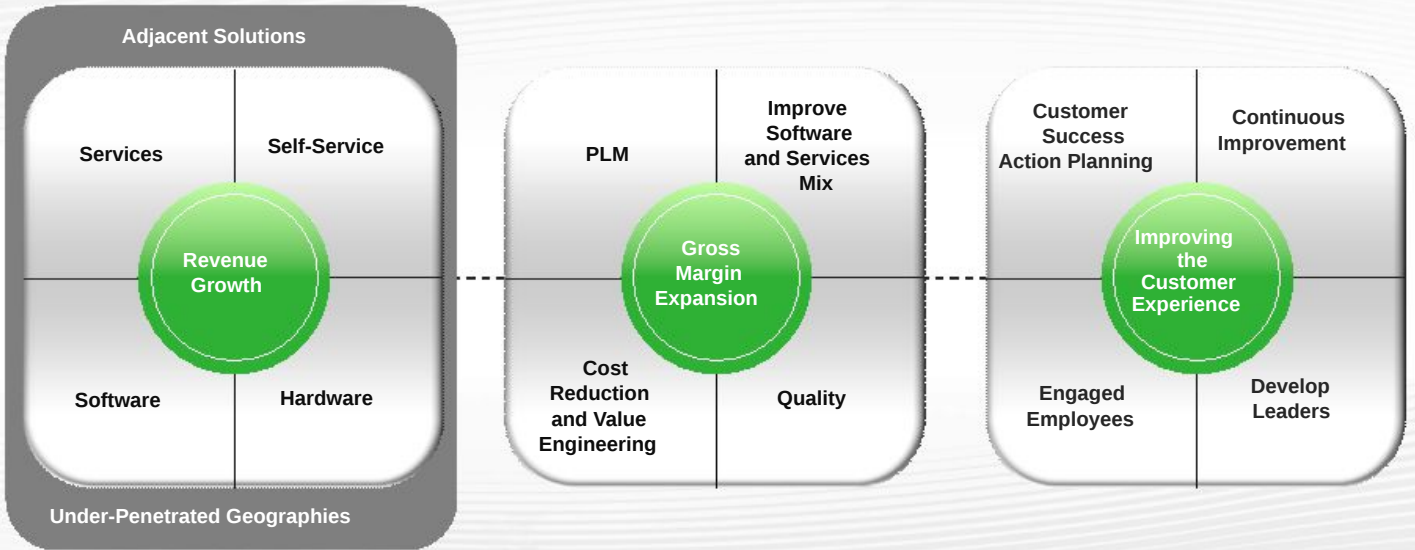 Adjacent Solutions
Services
Self-Service
Revenue
Growth
Software
Hardware
Under-Penetrated Geographies
PLM
Improve
Software
and Services
Mix
Gross
Margin
Expansion
Cost
Reduction
and Value
Engineering
Quality
Customer
Success
Action Planning
Continuous
Improvement
Improving
the
Customer
Experience
Engaged
Employees
Develop
Leaders